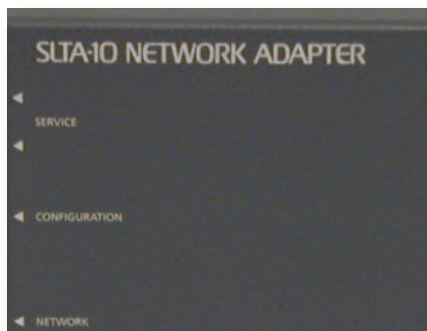 SLTA-10 NETWORK ADAPTER
SERVICE
CONFIGURATION
NETWORK